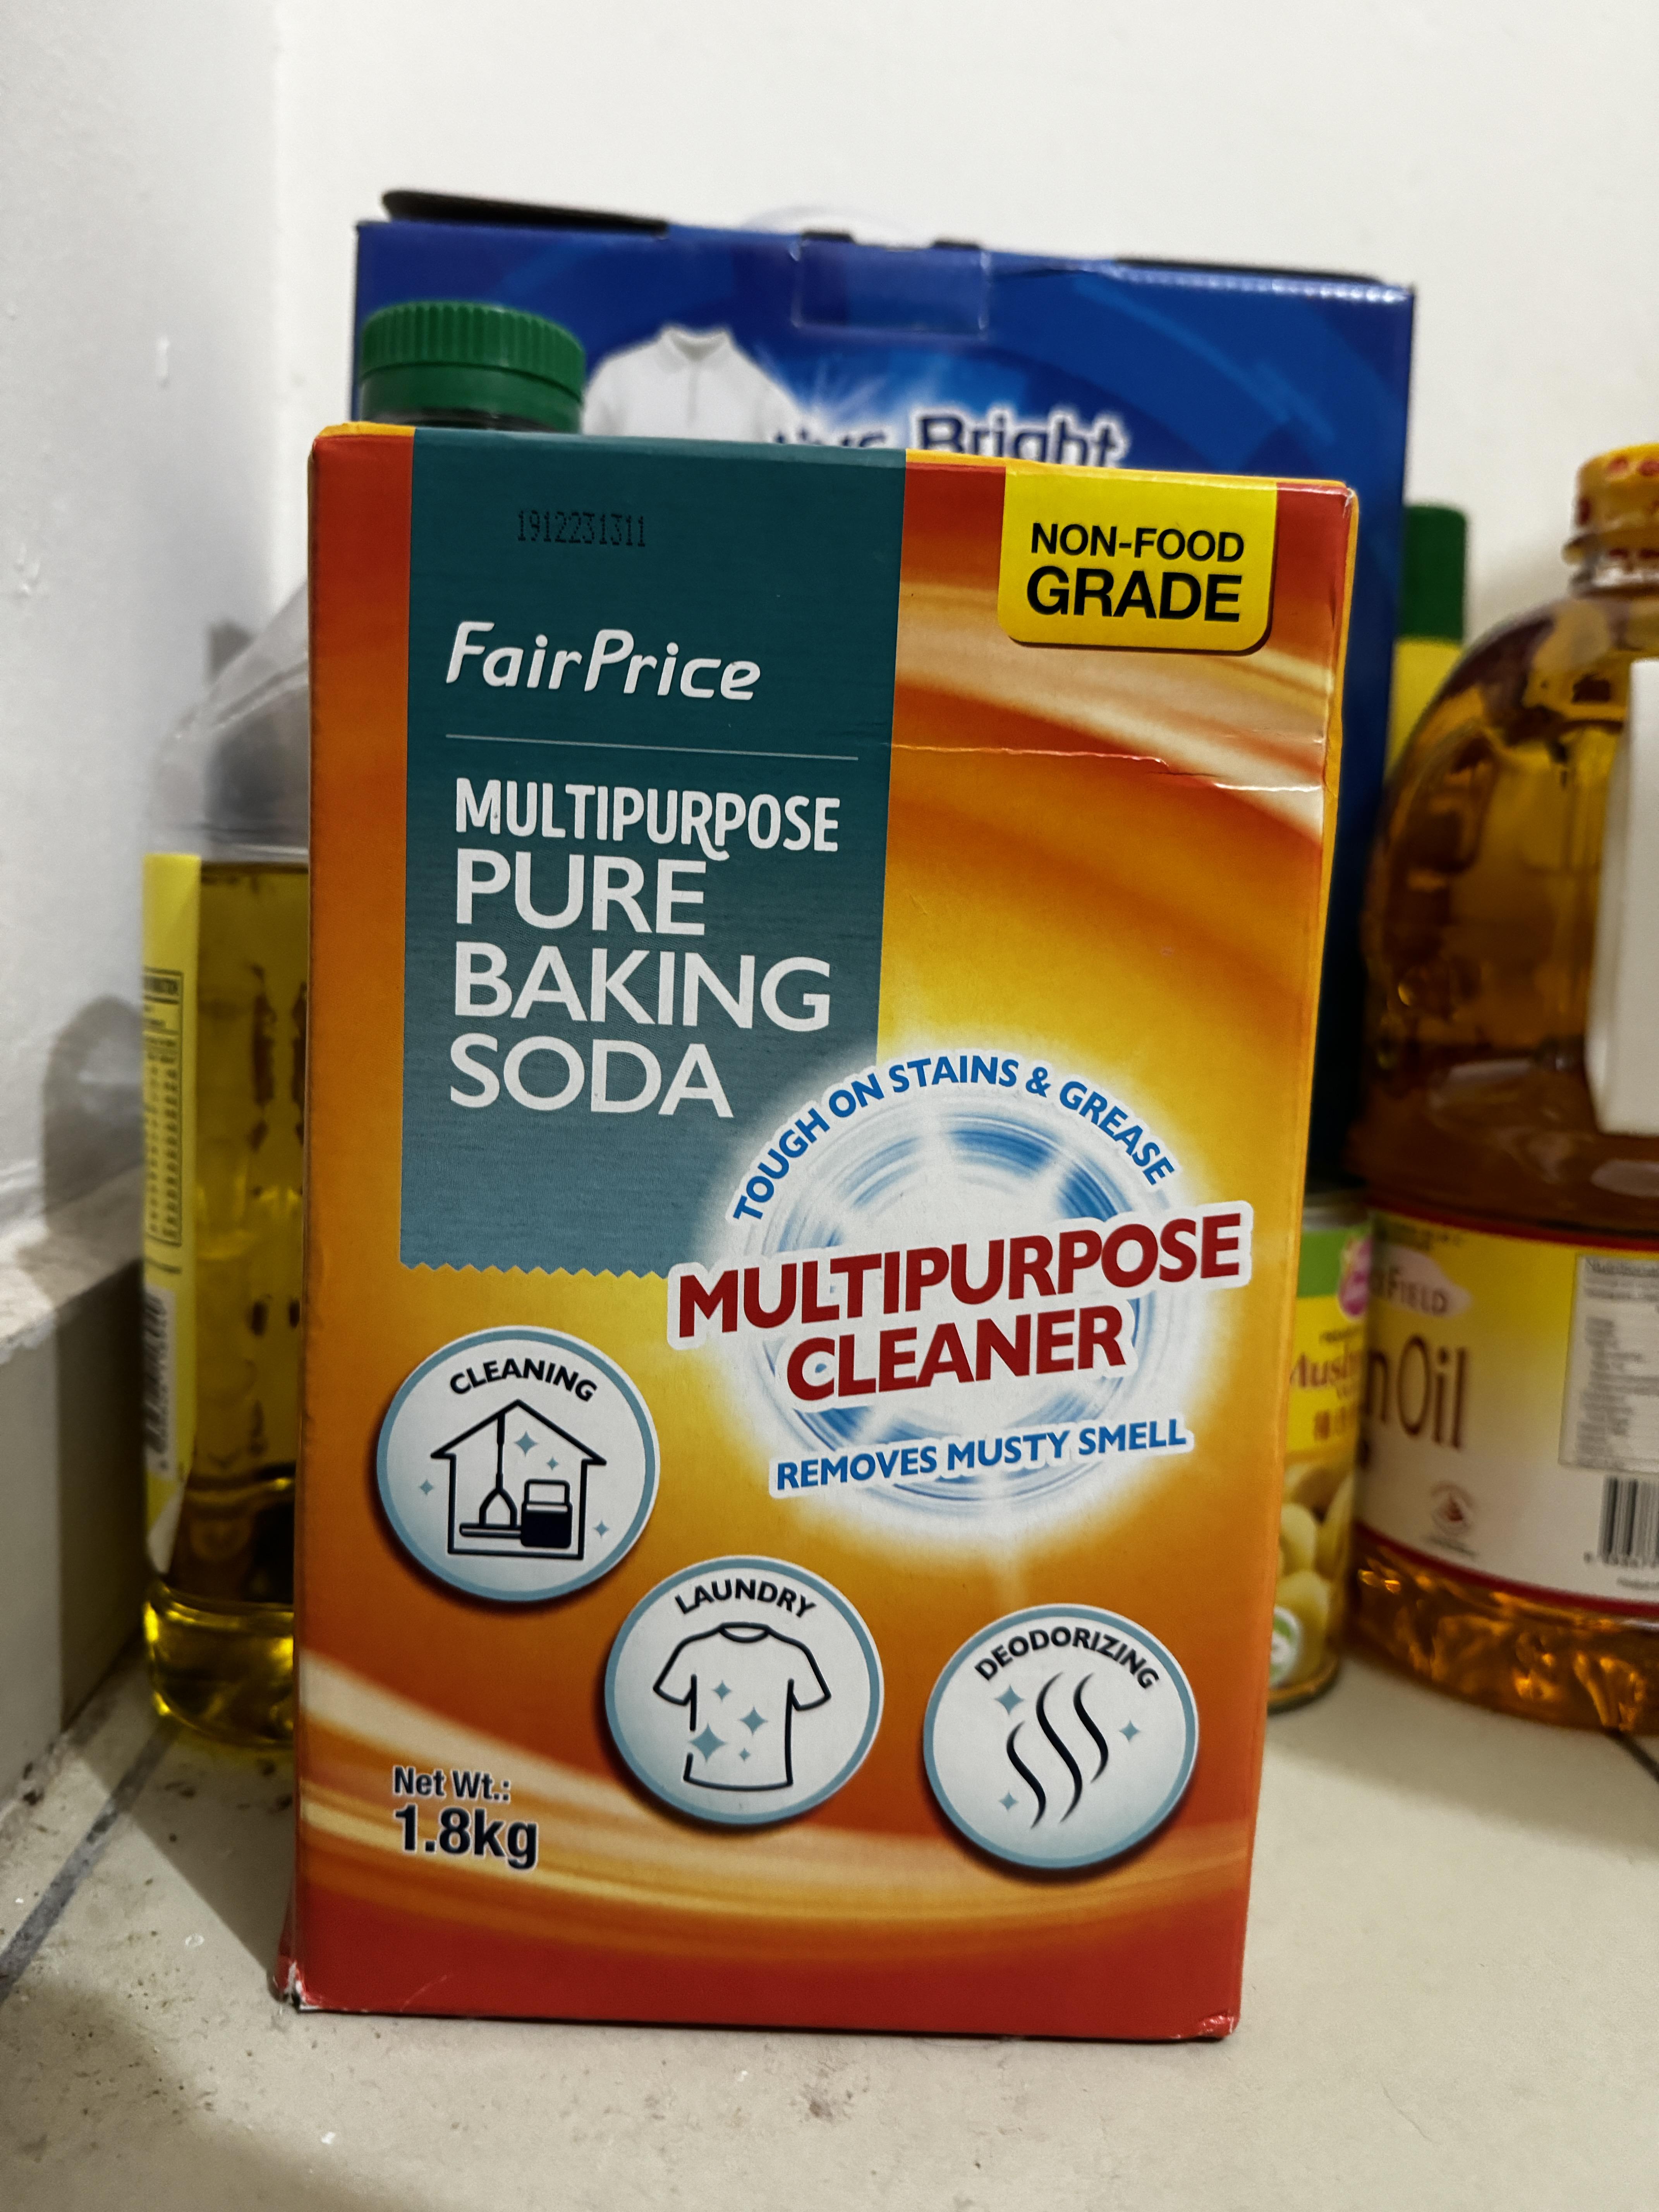 Bright
1912231311
NON-FOOD
GRADE
FairPrice
MULTIPURPOSE
PURE
BAKING
SODA
TOUGH ON STAINS & GREASE
MULTIPURPOSE
CLEANER
REMOVES MUSTY SMELL
CLEANING
LAUNDRY
DEODORIZING
Net Wt.:
1.8kg
Oil